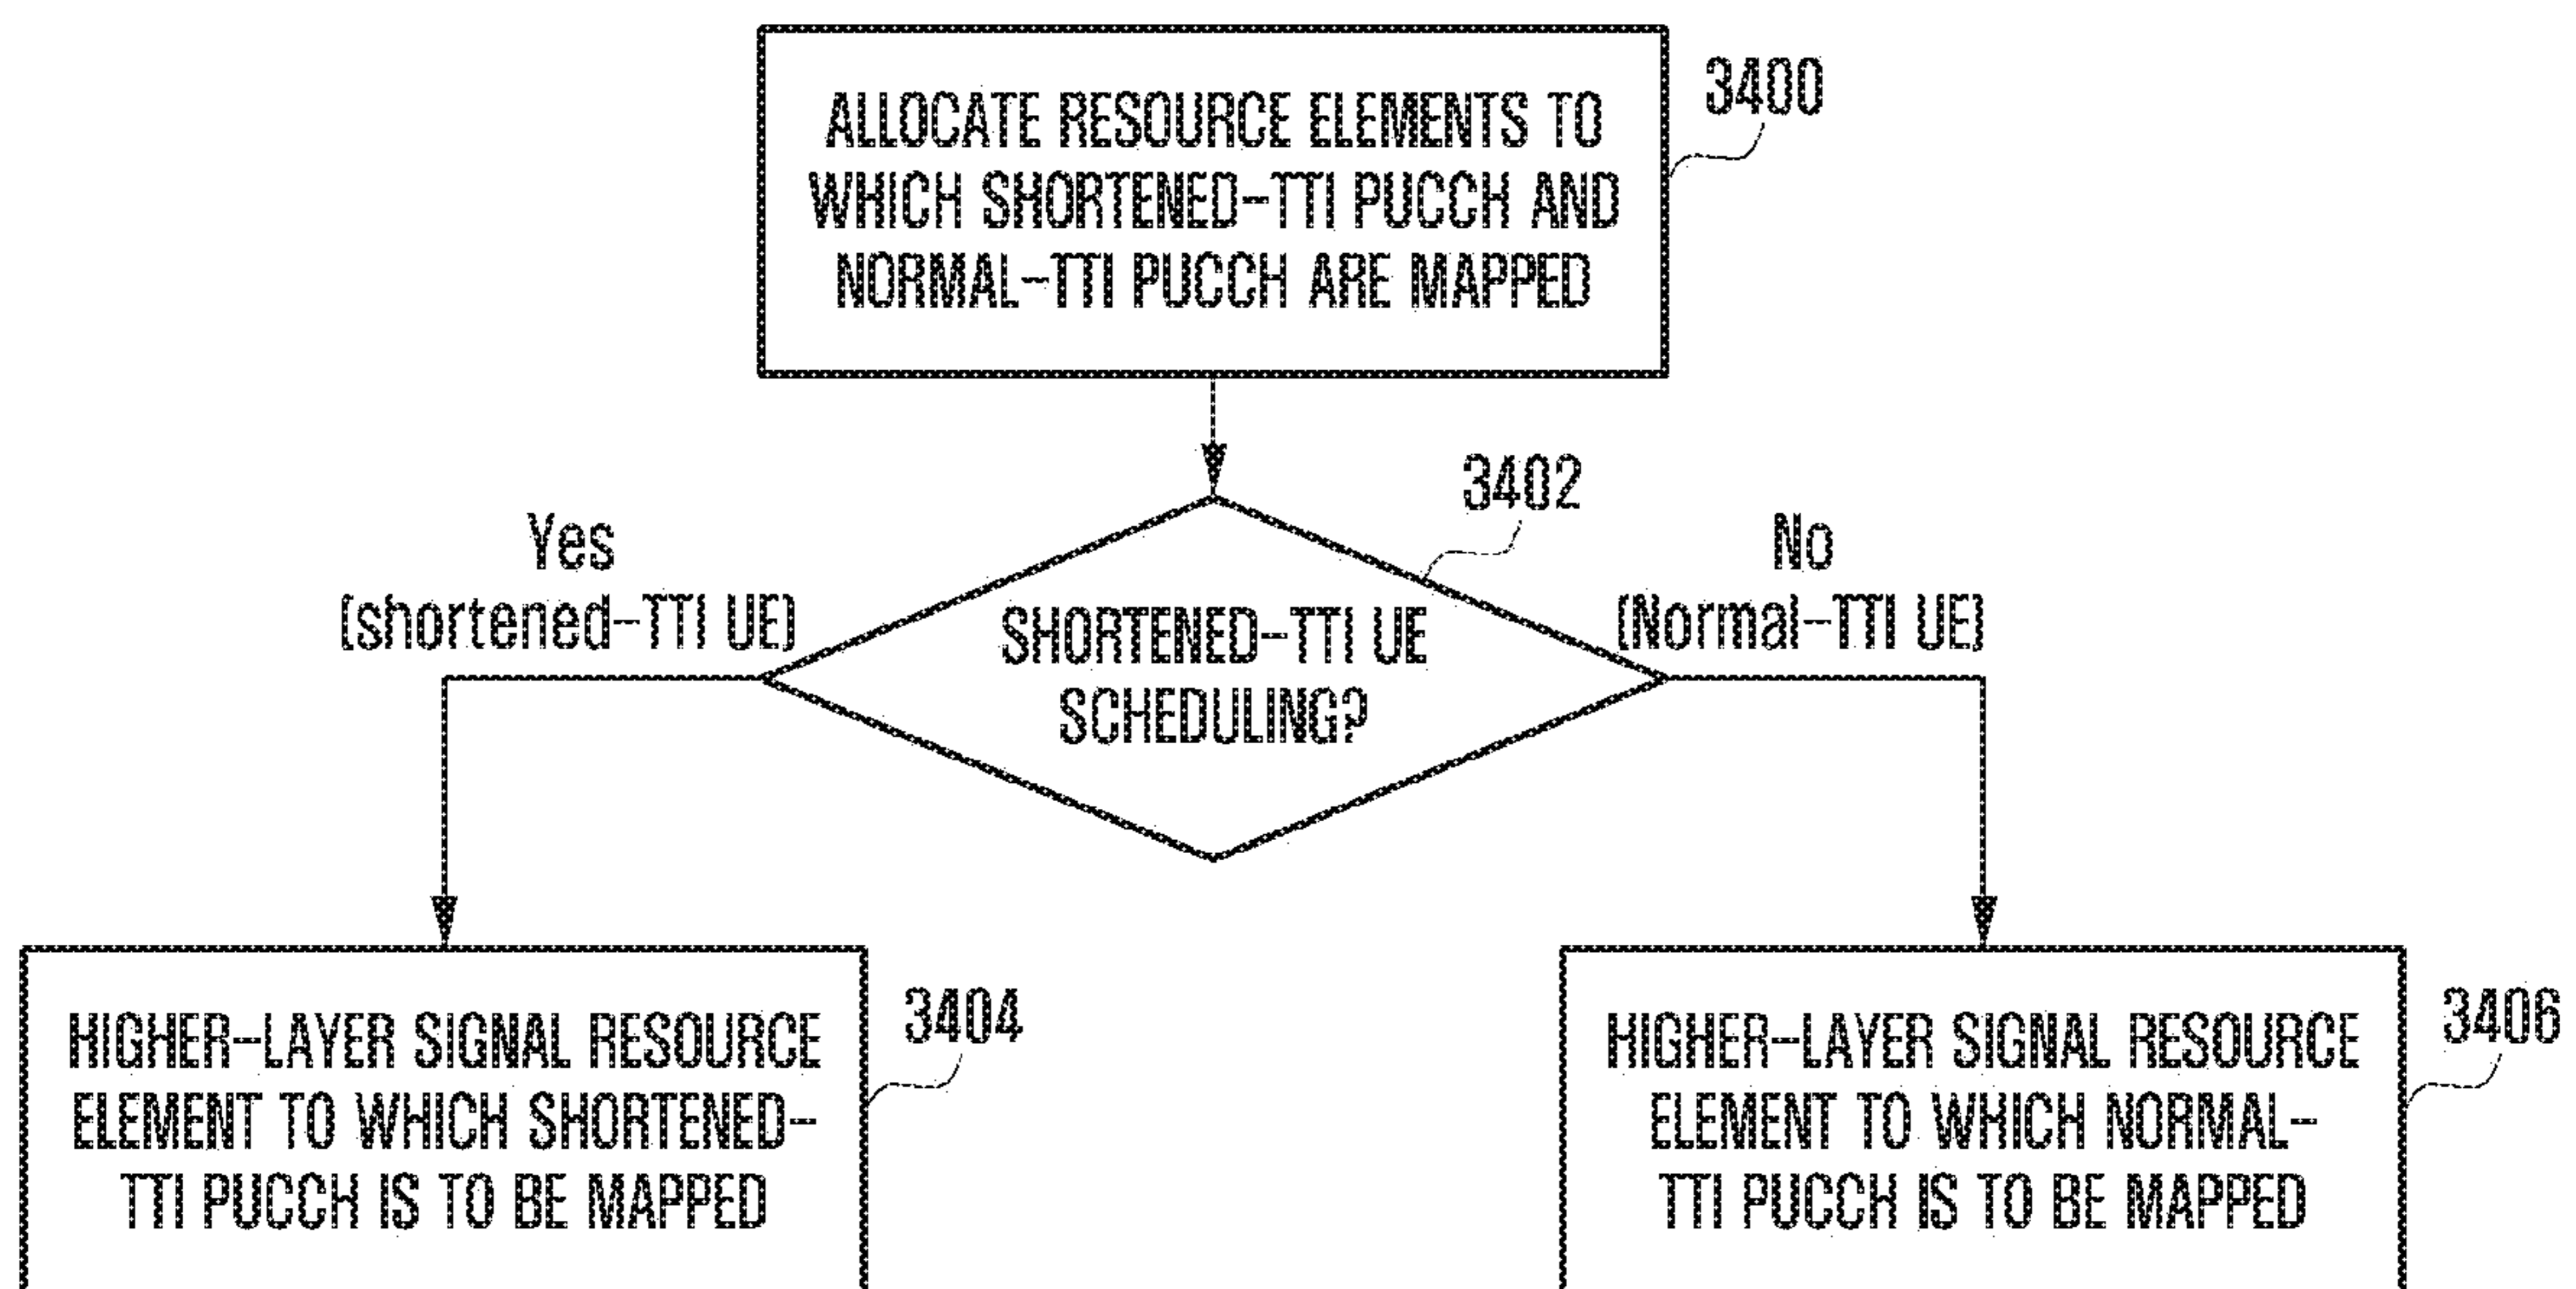 ALLOCATE RESOURCE ELEMENTS TO
WHICH SHORTENED-TTI PUCCH AND
NORMAL-TTI PUCCH ARE MAPPED
3400
3402
Yes
(shortened-TTI UE)
SHORTENED-TTI UE
SCHEDULING?
No
(Normal-TTI UE)
HIGHER-LAYER SIGNAL RESOURCE
ELEMENT TO WHICH SHORTENED-
TTI PUCCH IS TO BE MAPPED
3404
HIGHER-LAYER SIGNAL RESOURCE
ELEMENT TO WHICH NORMAL-
TTI PUCCH IS TO BE MAPPED
3406